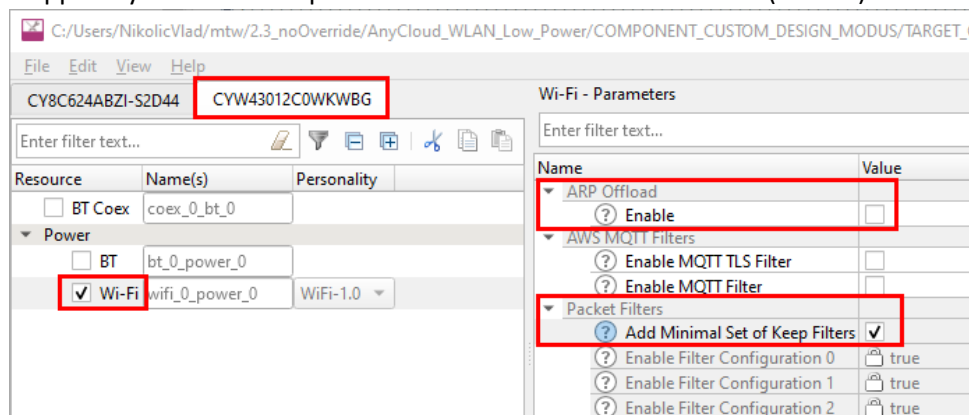 C:/Users/NikolicVlad/mtw/2.3_noOverride/AnyCloud_WLAN_Low_Power/COMPONENT_CUSTOM_DESIGN_MODUS/TARGET_
File Edit View Help
CY8C624ABZI-S2D44 CYW43012C0WKWBG
Enter filter text...
Resource Name(s) Personality
BT Coex coex_0_bt_0
Power
BT bt_0_power_0
Wi-Fi wifi_0_power_0 WiFi-1.0
Wi-Fi - Parameters
Enter filter text...
Name Value
ARP Offload
? Enable
AWS MQTT Filters
? Enable MQTT TLS Filter
? Enable MQTT Filter
Packet Filters
? Add Minimal Set of Keep Filters
? Enable Filter Configuration 0 true
? Enable Filter Configuration 1 true
? Enable Filter Configuration 2 true